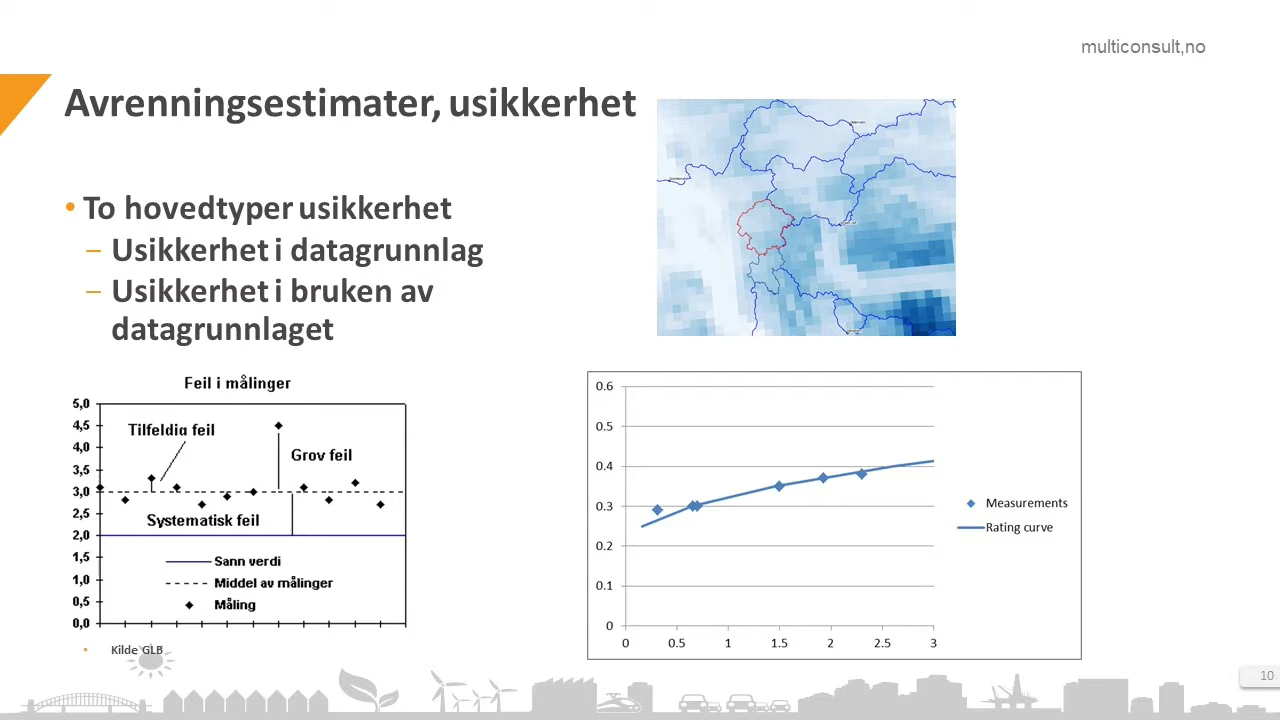 multiconsult,no
Avrenningsestimater, usikkerhet
• To hovedtyper usikkerhet
– Usikkerhet i datagrunnlag
– Usikkerhet i bruken av
datagrunnlaget
Feil i målinger
5,0
4,5
4,0
3,5
3,0
2,5
2,0
1,5
1,0
0,5
0,0
Tilfeldig feil
Grov feil
Systematisk feil
Sann verdi
Middel av målinger
Måling
• Kilde GLB
0.6
0.5
0.4
0.3
0.2
0.1
0
0 0.5 1 1.5 2 2.5 3
Measurements
Rating curve
10